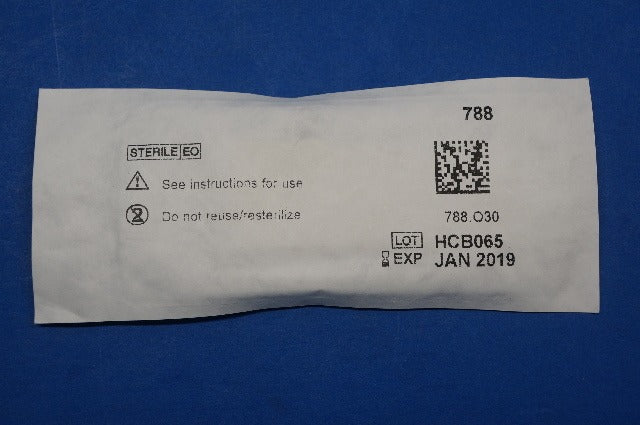 788
STERILE EO
See instructions for use
Do not reuse/resterilize
788.O30
LOT HCB065
EXP JAN 2019